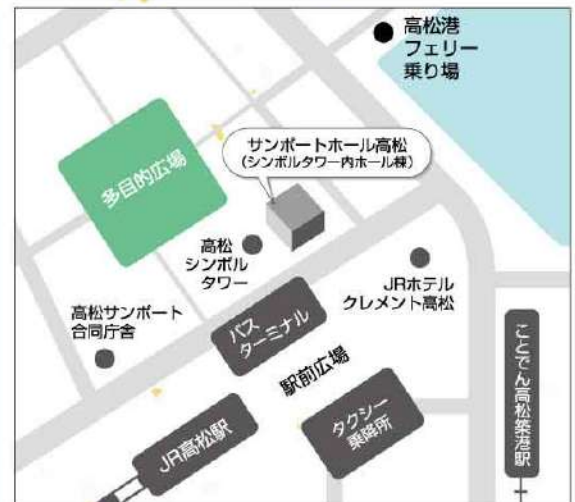 高松港
フェリー
乗り場
サンポートホール高松
(シンボルタワー内ホール棟)
多目的広場
高松
シンボル
タワー
JRホテル
クレメント高松
高松サンポート
合同庁舎
バス
ターミナル
駅前広場
ことでん高松築港駅
タクシー
乗降所
JR高松駅